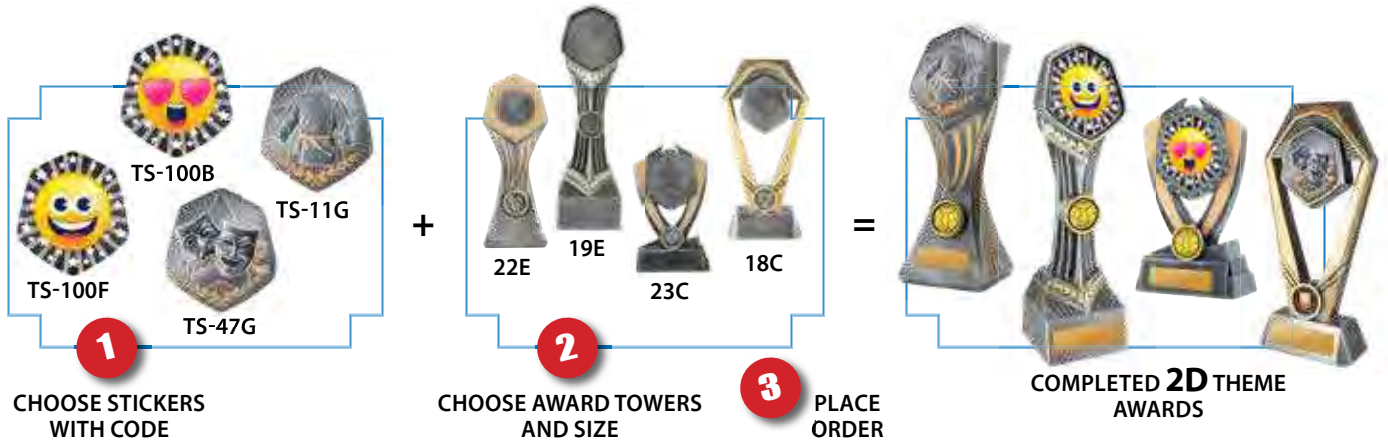 TS-100B
TS-11G
TS-100F
TS-47G
1
CHOOSE STICKERS
WITH CODE
+
22E
19E
23C
18C
2
CHOOSE AWARD TOWERS
AND SIZE
3
PLACE
ORDER
=
COMPLETED 2D THEME
AWARDS